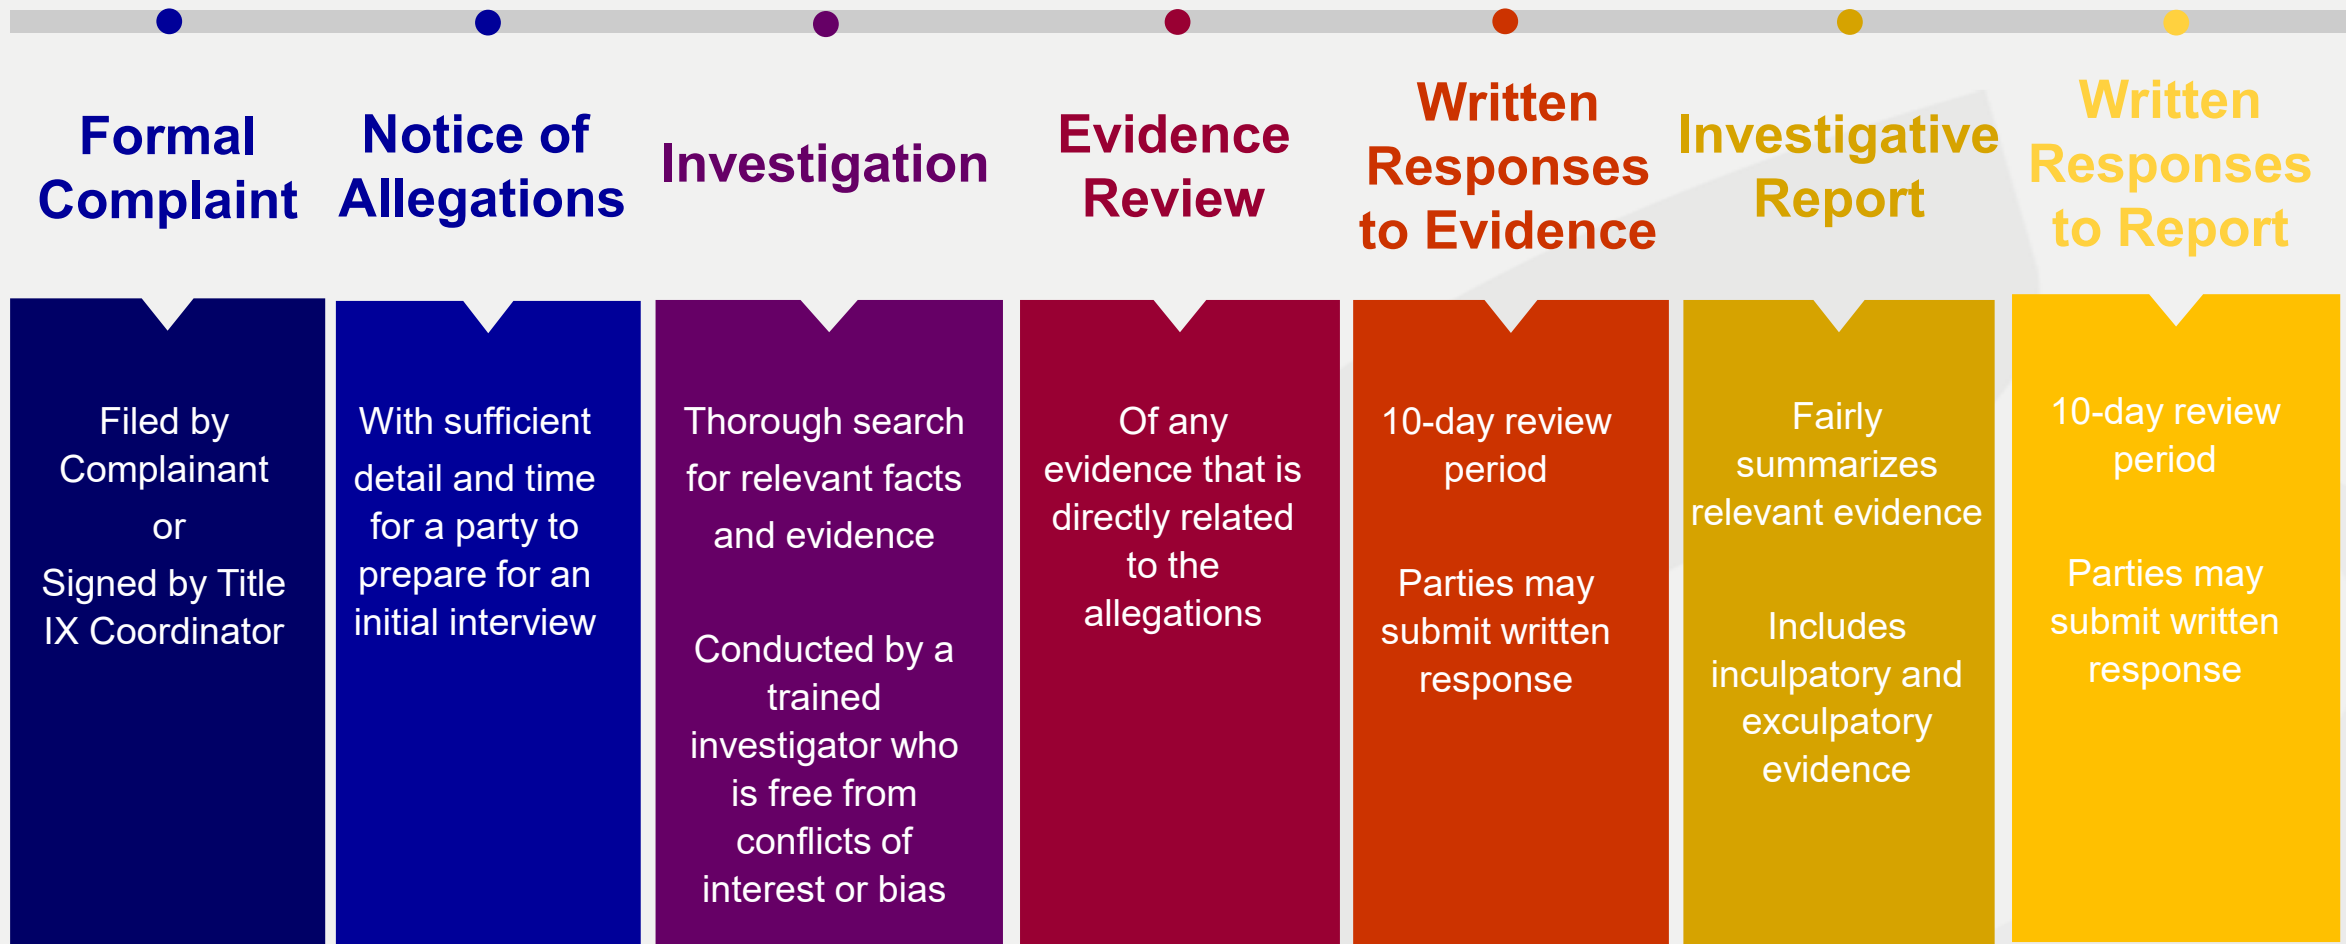 Formal
Complaint
Filed by
Complainant
or
Signed by Title
IX Coordinator
Notice of
Allegations
With sufficient
detail and time
for a party to
prepare for an
initial interview
Investigation
Thorough search
for relevant facts
and evidence
Conducted by a
trained
investigator who
is free from
conflicts of
interest or bias
Evidence
Review
Of any
evidence that is
directly related
to the
allegations
Written
Responses
to Evidence
10-day review
period
Parties may
submit written
response
Investigative
Report
Fairly
summarizes
relevant evidence
Includes
inculpatory and
exculpatory
evidence
Written
Responses
to Report
10-day review
period
Parties may
submit written
response